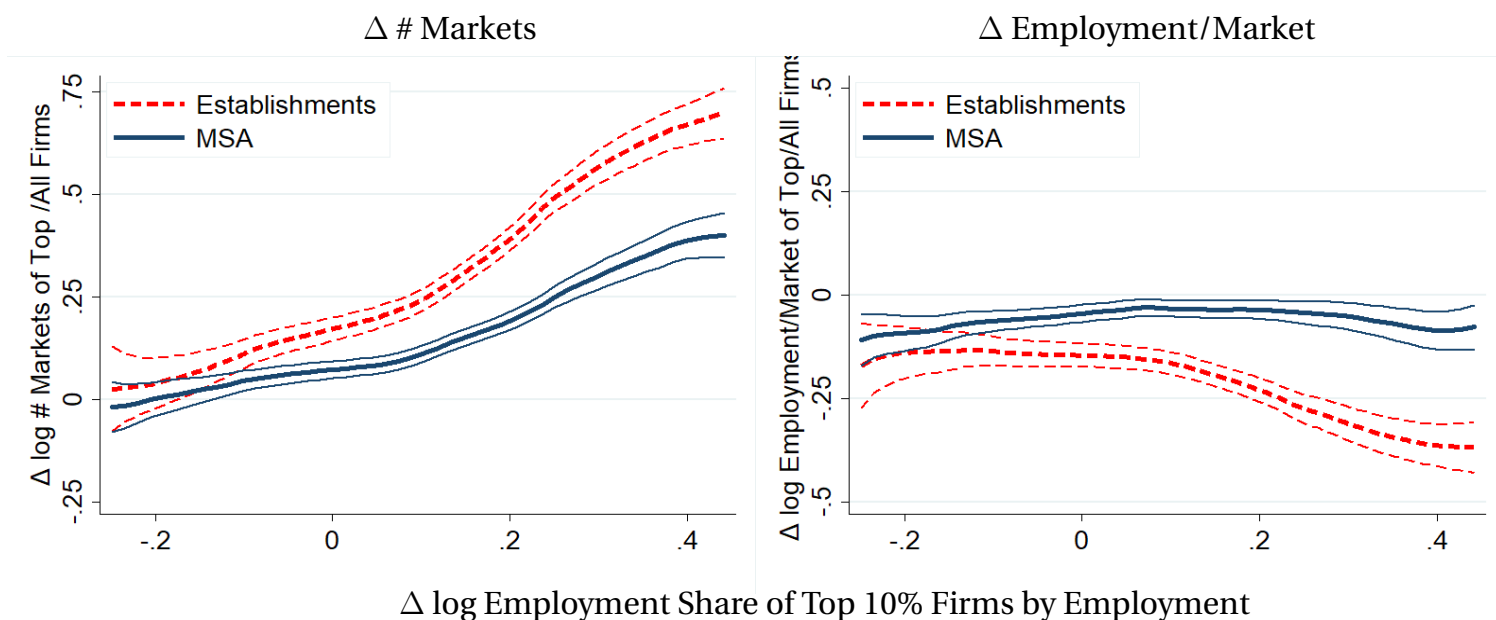 Δ # Markets
Δ log # Markets of Top /All Firms
.75
.5
.25
0
-.25
Establishments
MSA
-.2
0
.2
.4
Δ Employment/Market
Δ log Employment/Market of Top/All Firms
.5
.25
0
-.25
-.5
Establishments
MSA
-.2
0
.2
.4
Δ log Employment Share of Top 10% Firms by Employment